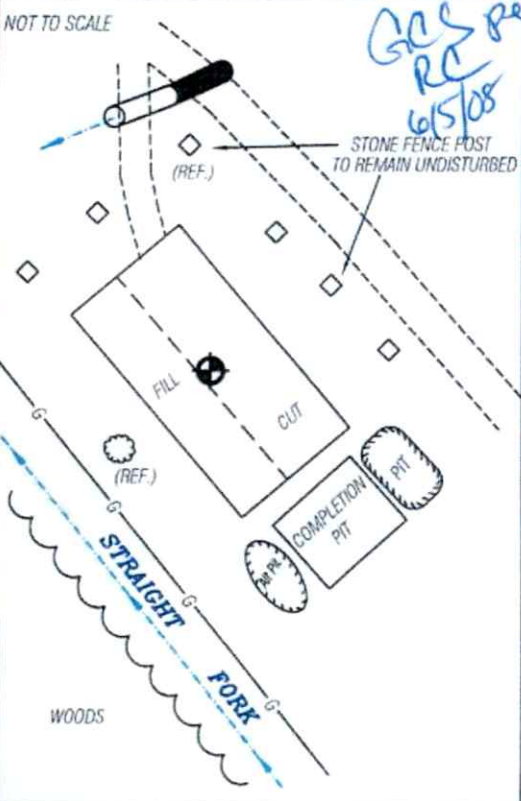 NOT TO SCALE
GCS
RC
6/5/08
STONE FENCE POST
TO REMAIN UNDISTURBED
(REF.)
FILL
CUT
G
(REF.)
G
PIT
COMPLETION
PIT
STRAIGHT
G
FORK
G
WOODS